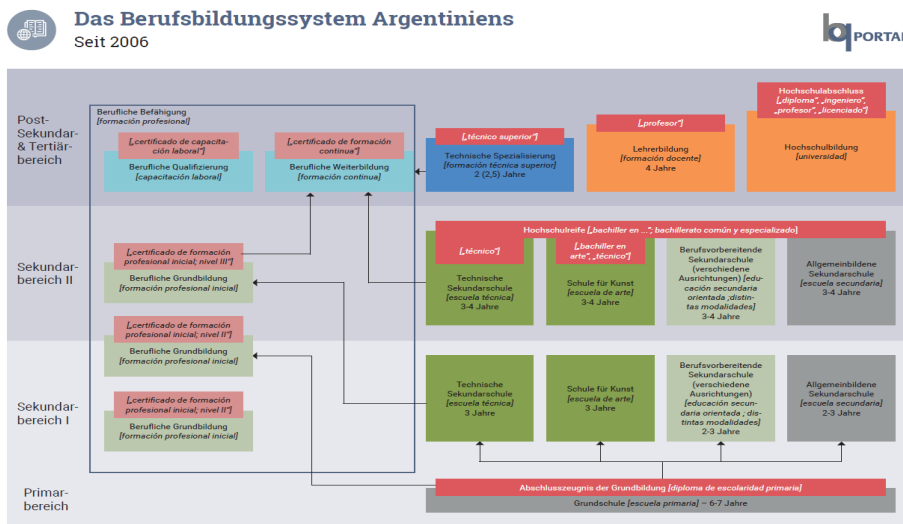 Das Berufsbildungssystem Argentiniens
Seit 2006
bq PORTAL
Post-
Sekundar-
& Tertiär-
bereich
Berufliche Befähigung
[formación profesional]
[„certificado de capacita-
ción laboral“]
Berufliche Qualifizierung
[capacitación laboral]
[„certificado de formación
continua“]
Berufliche Weiterbildung
[formación continua]
[„técnico superior“]
Technische Spezialisierung
[formación técnica superior]
2 (2,5) Jahre
[„profesor“]
Lehrerbildung
[formación docente]
4 Jahre
Hochschulabschluss
[„diploma“, „ingeniero“,
„profesor“, „licenciado“]
Hochschulbildung
[universidad]
Sekundar-
bereich II
[„certificado de formación
profesional inicial; nivel III“]
Berufliche Grundbildung
[formación profesional inicial]
[„certificado de formación
profesional inicial; nivel II“]
Berufliche Grundbildung
[formación profesional inicial]
Hochschulreife [„bachiller en ...“; bachillerato común y especializado]
[„técnico“]
Technische
Sekundarschule
[escuela técnica]
3-4 Jahre
[„bachiller en
arte“, „técnico“]
Schule für Kunst
[escuela de arte]
3-4 Jahre
Berufsvorbereitende
Sekundarschule
(verschiedene
Ausrichtungen) [edu-
cación secundaria
orientada ;distin-
tas modalidades]
3-4 Jahre
Allgemeinbildene
Sekundarschule
[escuela secundaria]
3-4 Jahre
Sekundar-
bereich I
[„certificado de formación
profesional inicial; nivel II“]
Berufliche Grundbildung
[formación profesional inicial]
Technische
Sekundarschule
[escuela técnica]
3 Jahre
Schule für Kunst
[escuela de arte]
3 Jahre
Berufsvorbereitende
Sekundarschule
(verschiedene
Ausrichtungen)
[educación secun-
daria orientada ; dis-
tintas modalidades]
2-3 Jahre
Allgemeinbildene
Sekundarschule
[escuela secundaria]
2-3 Jahre
Primar-
bereich
Abschlusszeugnis der Grundbildung [diploma de escolaridad primaria]
Grundschule [escuela primaria] – 6-7 Jahre